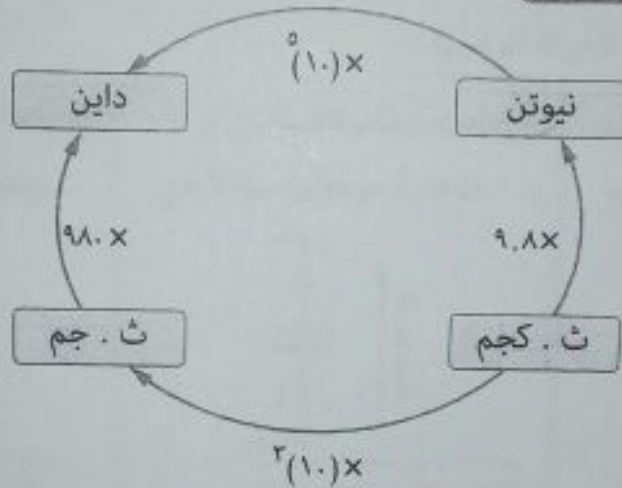 ×(١٠)٥
نيوتن
داين
٩,٨×
٩٨٠×
ث . كجم
ث . جم
×(١٠)٣